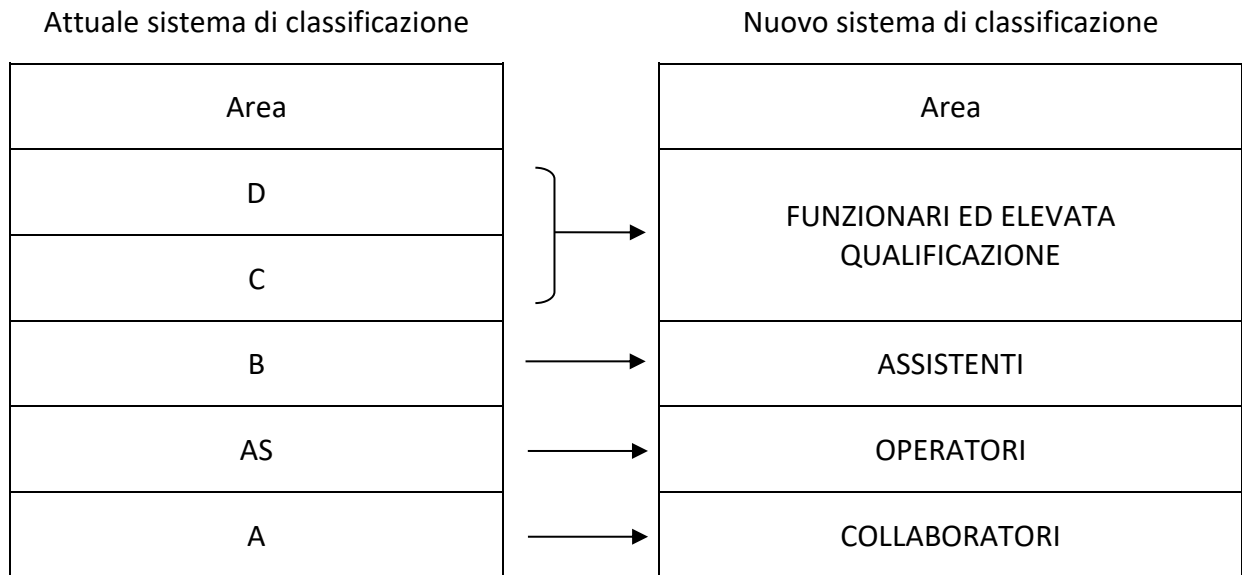 Attuale sistema di classificazione
Nuovo sistema di classificazione
Area
Area
D
FUNZIONARI ED ELEVATA
QUALIFICAZIONE
C
B
ASSISTENTI
AS
OPERATORI
A
COLLABORATORI